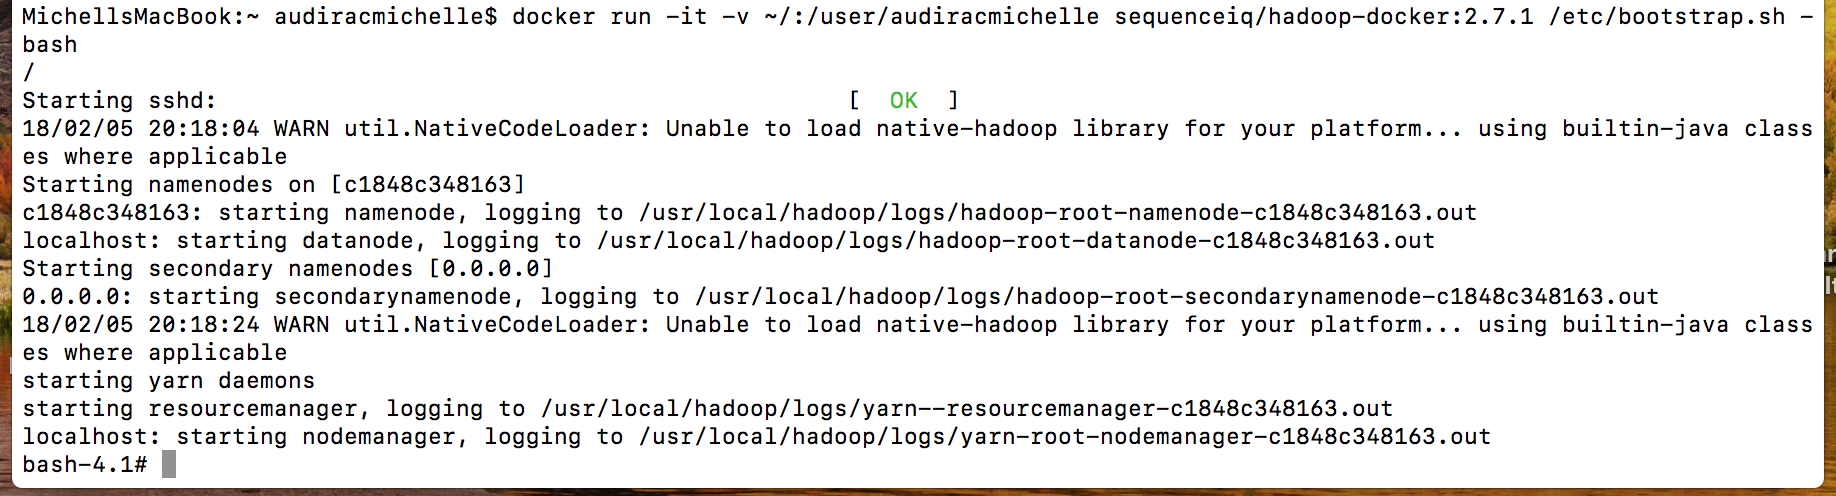 MichellsMacBook:~ audiracmichelle$ docker run -it -v ~/:/user/audiracmichelle sequenceiq/hadoop-docker:2.7.1 /etc/bootstrap.sh -
bash
/
Starting sshd:                                             [  OK  ]
18/02/05 20:18:04 WARN util.NativeCodeLoader: Unable to load native-hadoop library for your platform... using builtin-java class
es where applicable
Starting namenodes on [c1848c348163]
c1848c348163: starting namenode, logging to /usr/local/hadoop/logs/hadoop-root-namenode-c1848c348163.out
localhost: starting datanode, logging to /usr/local/hadoop/logs/hadoop-root-datanode-c1848c348163.out
Starting secondary namenodes [0.0.0.0]
0.0.0.0: starting secondarynamenode, logging to /usr/local/hadoop/logs/hadoop-root-secondarynamenode-c1848c348163.out
18/02/05 20:18:24 WARN util.NativeCodeLoader: Unable to load native-hadoop library for your platform... using builtin-java class
es where applicable
starting yarn daemons
starting resourcemanager, logging to /usr/local/hadoop/logs/yarn--resourcemanager-c1848c348163.out
localhost: starting nodemanager, logging to /usr/local/hadoop/logs/yarn-root-nodemanager-c1848c348163.out
bash-4.1#